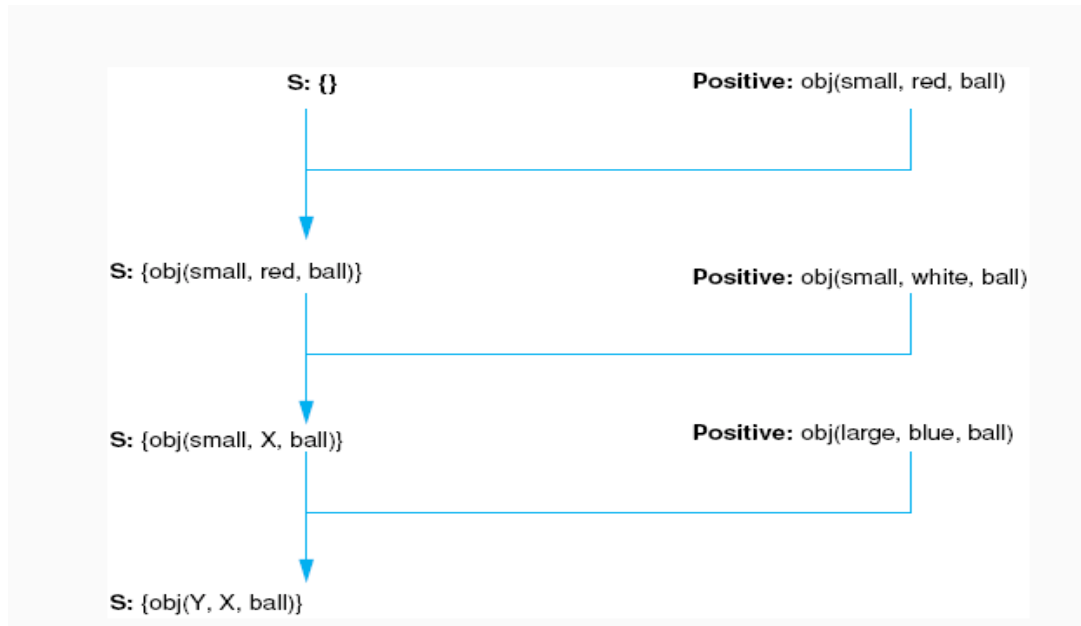 S: {}
Positive: obj(small, red, ball)
S: {obj(small, red, ball)}
Positive: obj(small, white, ball)
S: {obj(small, X, ball)}
Positive: obj(large, blue, ball)
S: {obj(Y, X, ball)}